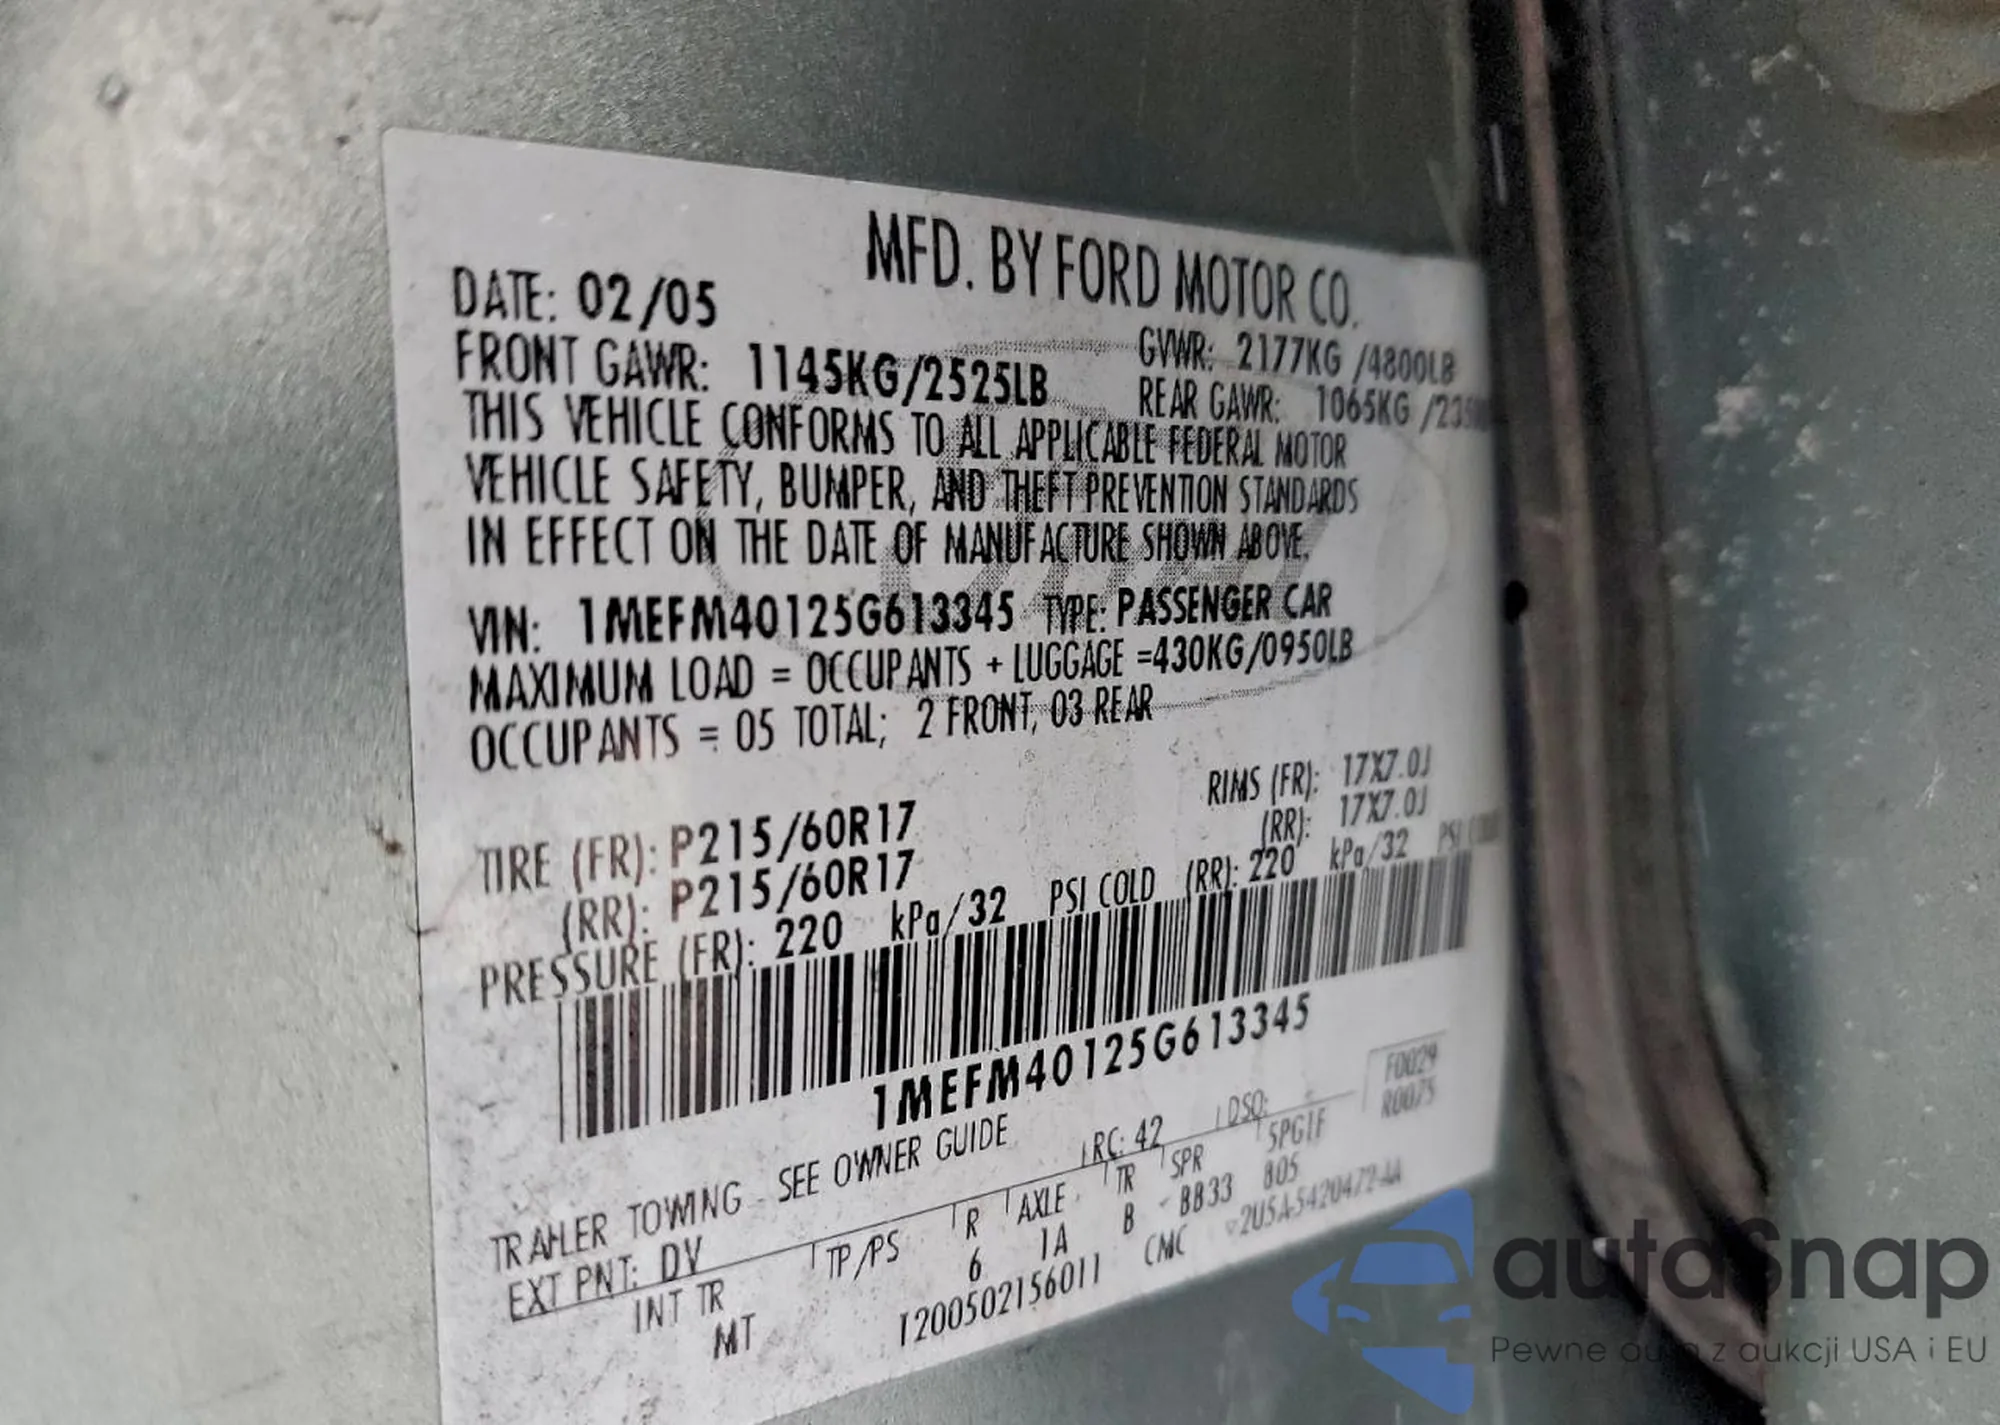 MFD. BY FORD MOTOR CO.
DATE: 02/05 GVWR: 2177KG /4800LB
FRONT GAWR: 1145KG/2525LB REAR GAWR: 1065KG
THIS VEHICLE CONFORMS TO ALL APPLICABLE FEDERAL MOTOR
VEHICLE SAFETY, BUMPER, AND THEFT PREVENTION STANDARDS
IN EFFECT ON THE DATE OF MANUFACTURE SHOWN ABOVE.
VIN: 1MEFM40125G613345 TYPE: PASSENGER CAR
MAXIMUM LOAD = OCCUPANTS + LUGGAGE =430KG/0950LB
OCCUPANTS = 05 TOTAL; 2 FRONT, 03 REAR
TIRE (FR): P215/60R17 RIMS (FR): 17X7.0J
(RR): P215/60R17 (RR): 17X7.0J
PRESSURE (FR): 220 kPa/32 PSI COLD (RR): 220 kPa/32 PSI
1MEFM40125G613345
F0029
R0075
TRAILER TOWING - SEE OWNER GUIDE
EXT PNT: DV RC: 42 DSO:
INT TR TP/PS R AXLE TR SPR SPGIF
MT 6 1A B BB33 B05
T200502156011 CMC 2U5A-5420472-AA
autoSnap
Pewne auta z aukcji USA i EU